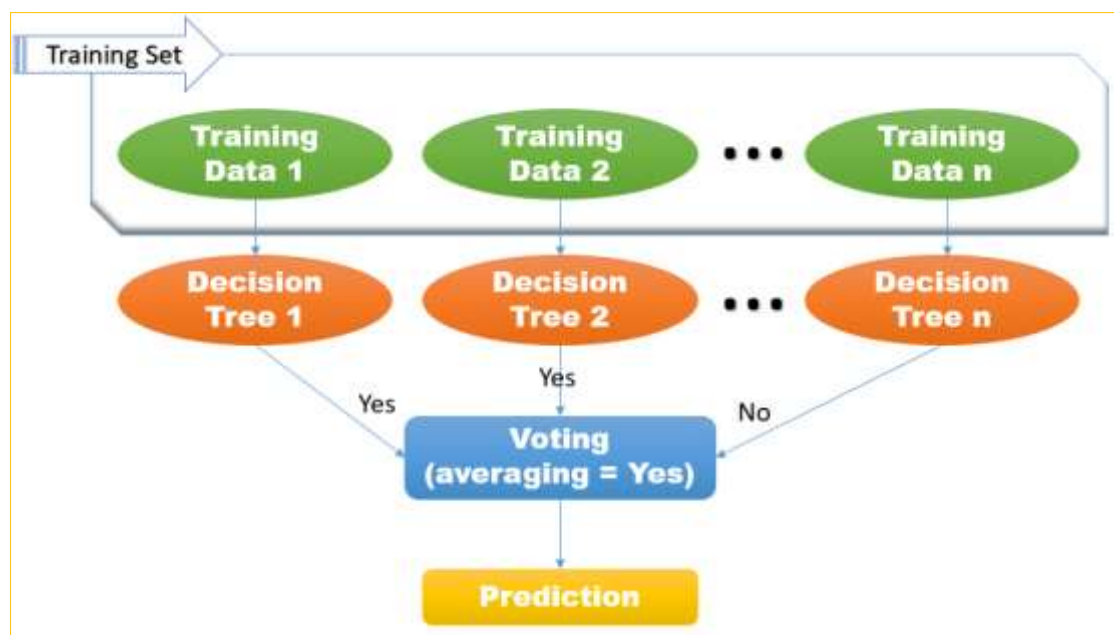 Training Set
Training
Data 1
Training
Data 2
Training
Data n
Decision
Tree 1
Decision
Tree 2
Decision
Tree n
Yes
Yes
No
Voting
(averaging = Yes)
Prediction